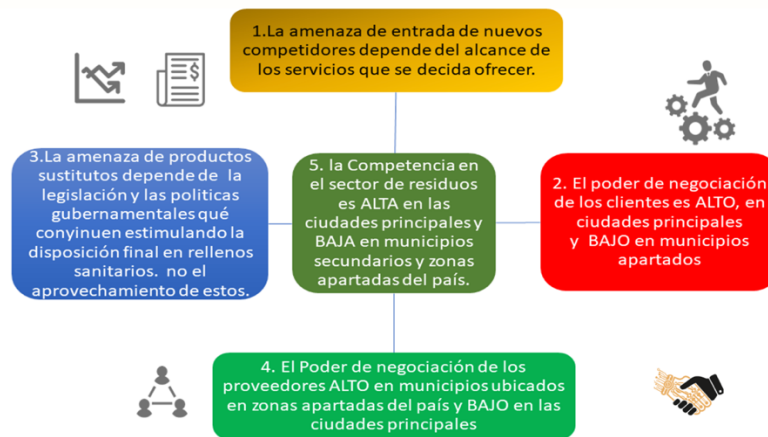 1.La amenaza de entrada de nuevos
competidores depende del alcance de
los servicios que se decida ofrecer.
3.La amenaza de productos
sustitutos depende de la
legislación y las politicas
gubernamentales qué
conyinuen estimulando la
disposición final en rellenos
sanitarios. no el
aprovechamiento de estos.
5. la Competencia en
el sector de residuos
es ALTA en las
ciudades principales y
BAJA en municipios
secundarios y zonas
apartadas del país.
2. El poder de negociación
de los clientes es ALTO, en
ciudades principales
y BAJO en municipios
apartados
4. El Poder de negociación de los
proveedores ALTO en municipios ubicados
en zonas apartadas del país y BAJO en las
ciudades principales